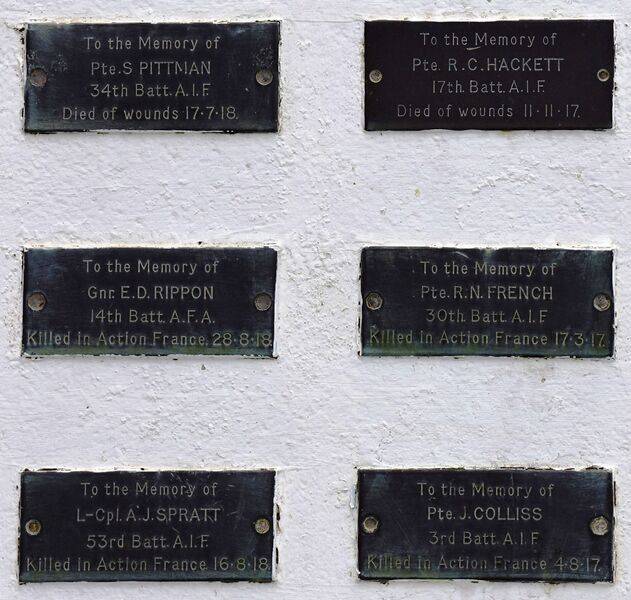 To the Memory of
Pte. S PITTMAN
34th Batt. A.I.F
Died of wounds 17·7·18.
To the Memory of
Pte. R.C. HACKETT
17th Batt. A.I.F
Died of wounds 11·11·17.
To the Memory of
Gnr. E.D. RIPPON
14th Batt. A.F.A.
Killed in Action France. 28·8·18
To the Memory of
Pte. R.N. FRENCH
30th Batt. A.I.F
Killed in Action France 17·3·17.
To the Memory of
L-Cpl. A.J. SPRATT
53rd Batt. A.I.F.
Killed in Action France 16·8·18.
To the Memory of
Pte. J. COLLISS
3rd Batt. A.I.F
Killed in Action France 4·8·17.